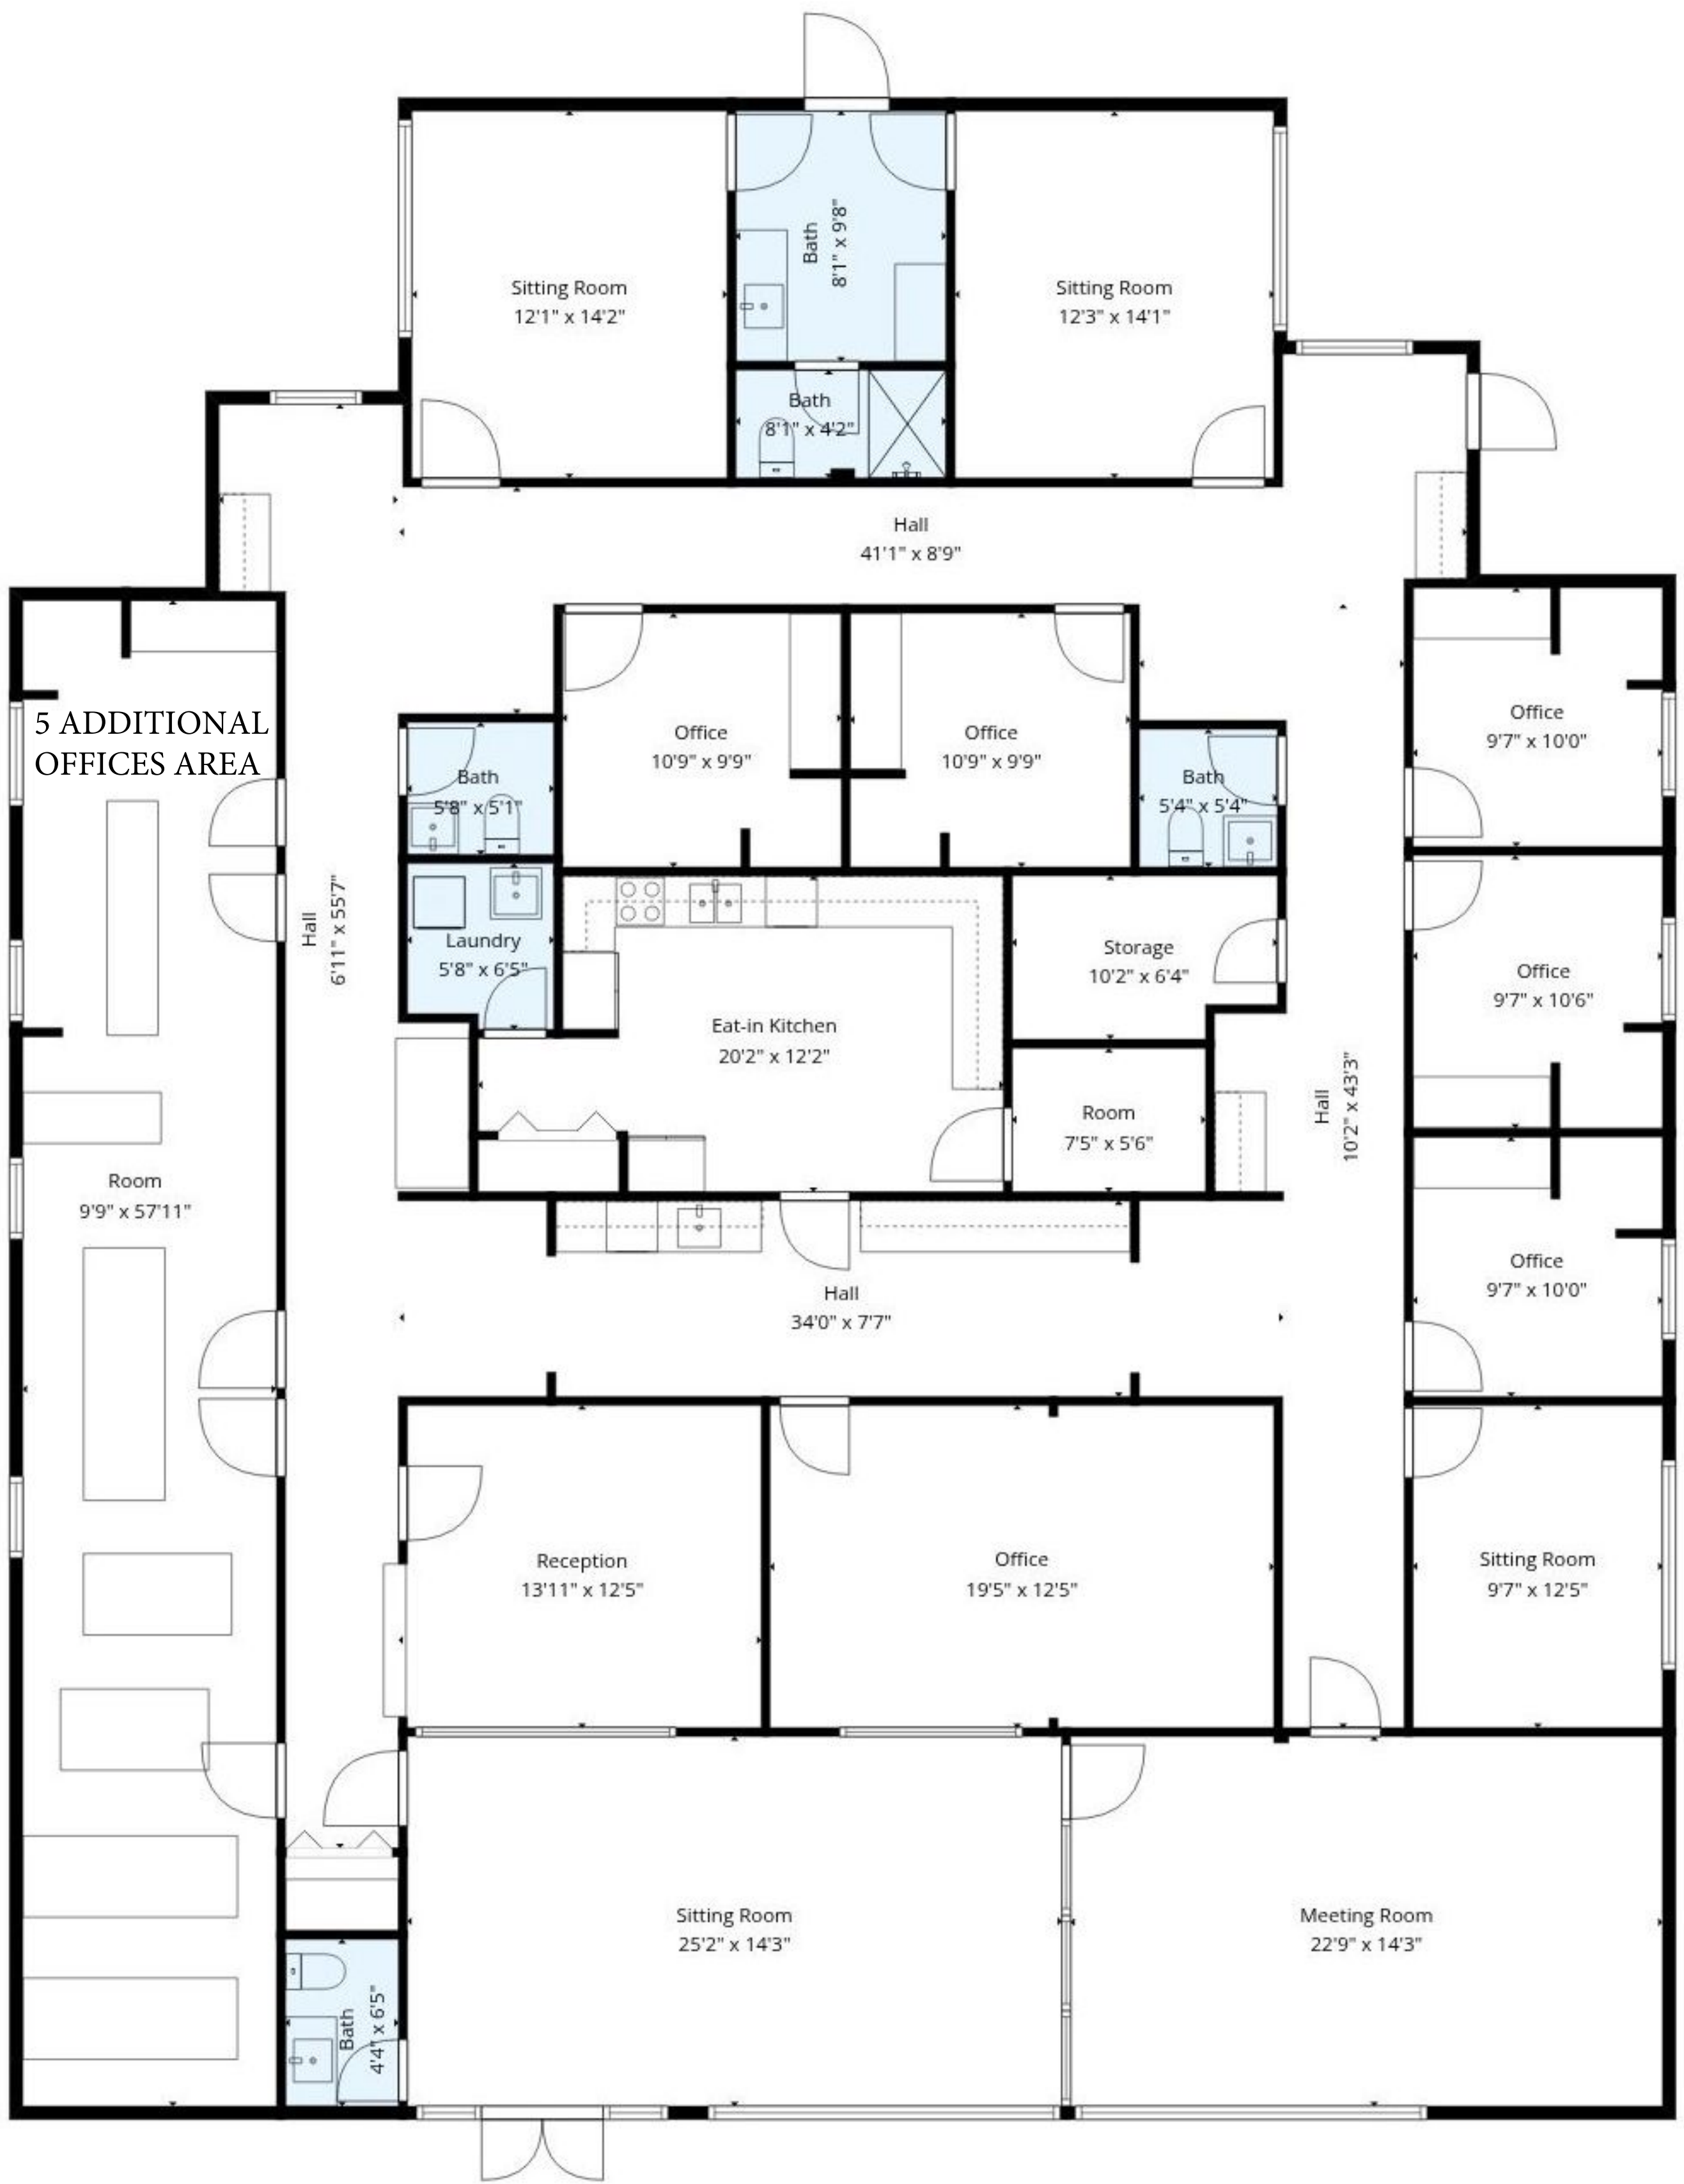 Bath
8'1" x 9'8"
Sitting Room
12'1" x 14'2"
Sitting Room
12'3" x 14'1"
Bath
8'1" x 4'2"
Hall
41'1" x 8'9"
5 ADDITIONAL
OFFICES AREA
Office
10'9" x 9'9"
Office
10'9" x 9'9"
Office
9'7" x 10'0"
Bath
5'8" x 5'1"
Bath
5'4" x 5'4"
Hall
6'11" x 55'7"
Laundry
5'8" x 6'5"
Storage
10'2" x 6'4"
Office
9'7" x 10'6"
Eat-in Kitchen
20'2" x 12'2"
Room
7'5" x 5'6"
Hall
10'2" x 43'3"
Room
9'9" x 57'11"
Hall
34'0" x 7'7"
Office
9'7" x 10'0"
Reception
13'11" x 12'5"
Office
19'5" x 12'5"
Sitting Room
9'7" x 12'5"
Sitting Room
25'2" x 14'3"
Meeting Room
22'9" x 14'3"
Bath
4'4" x 6'5"